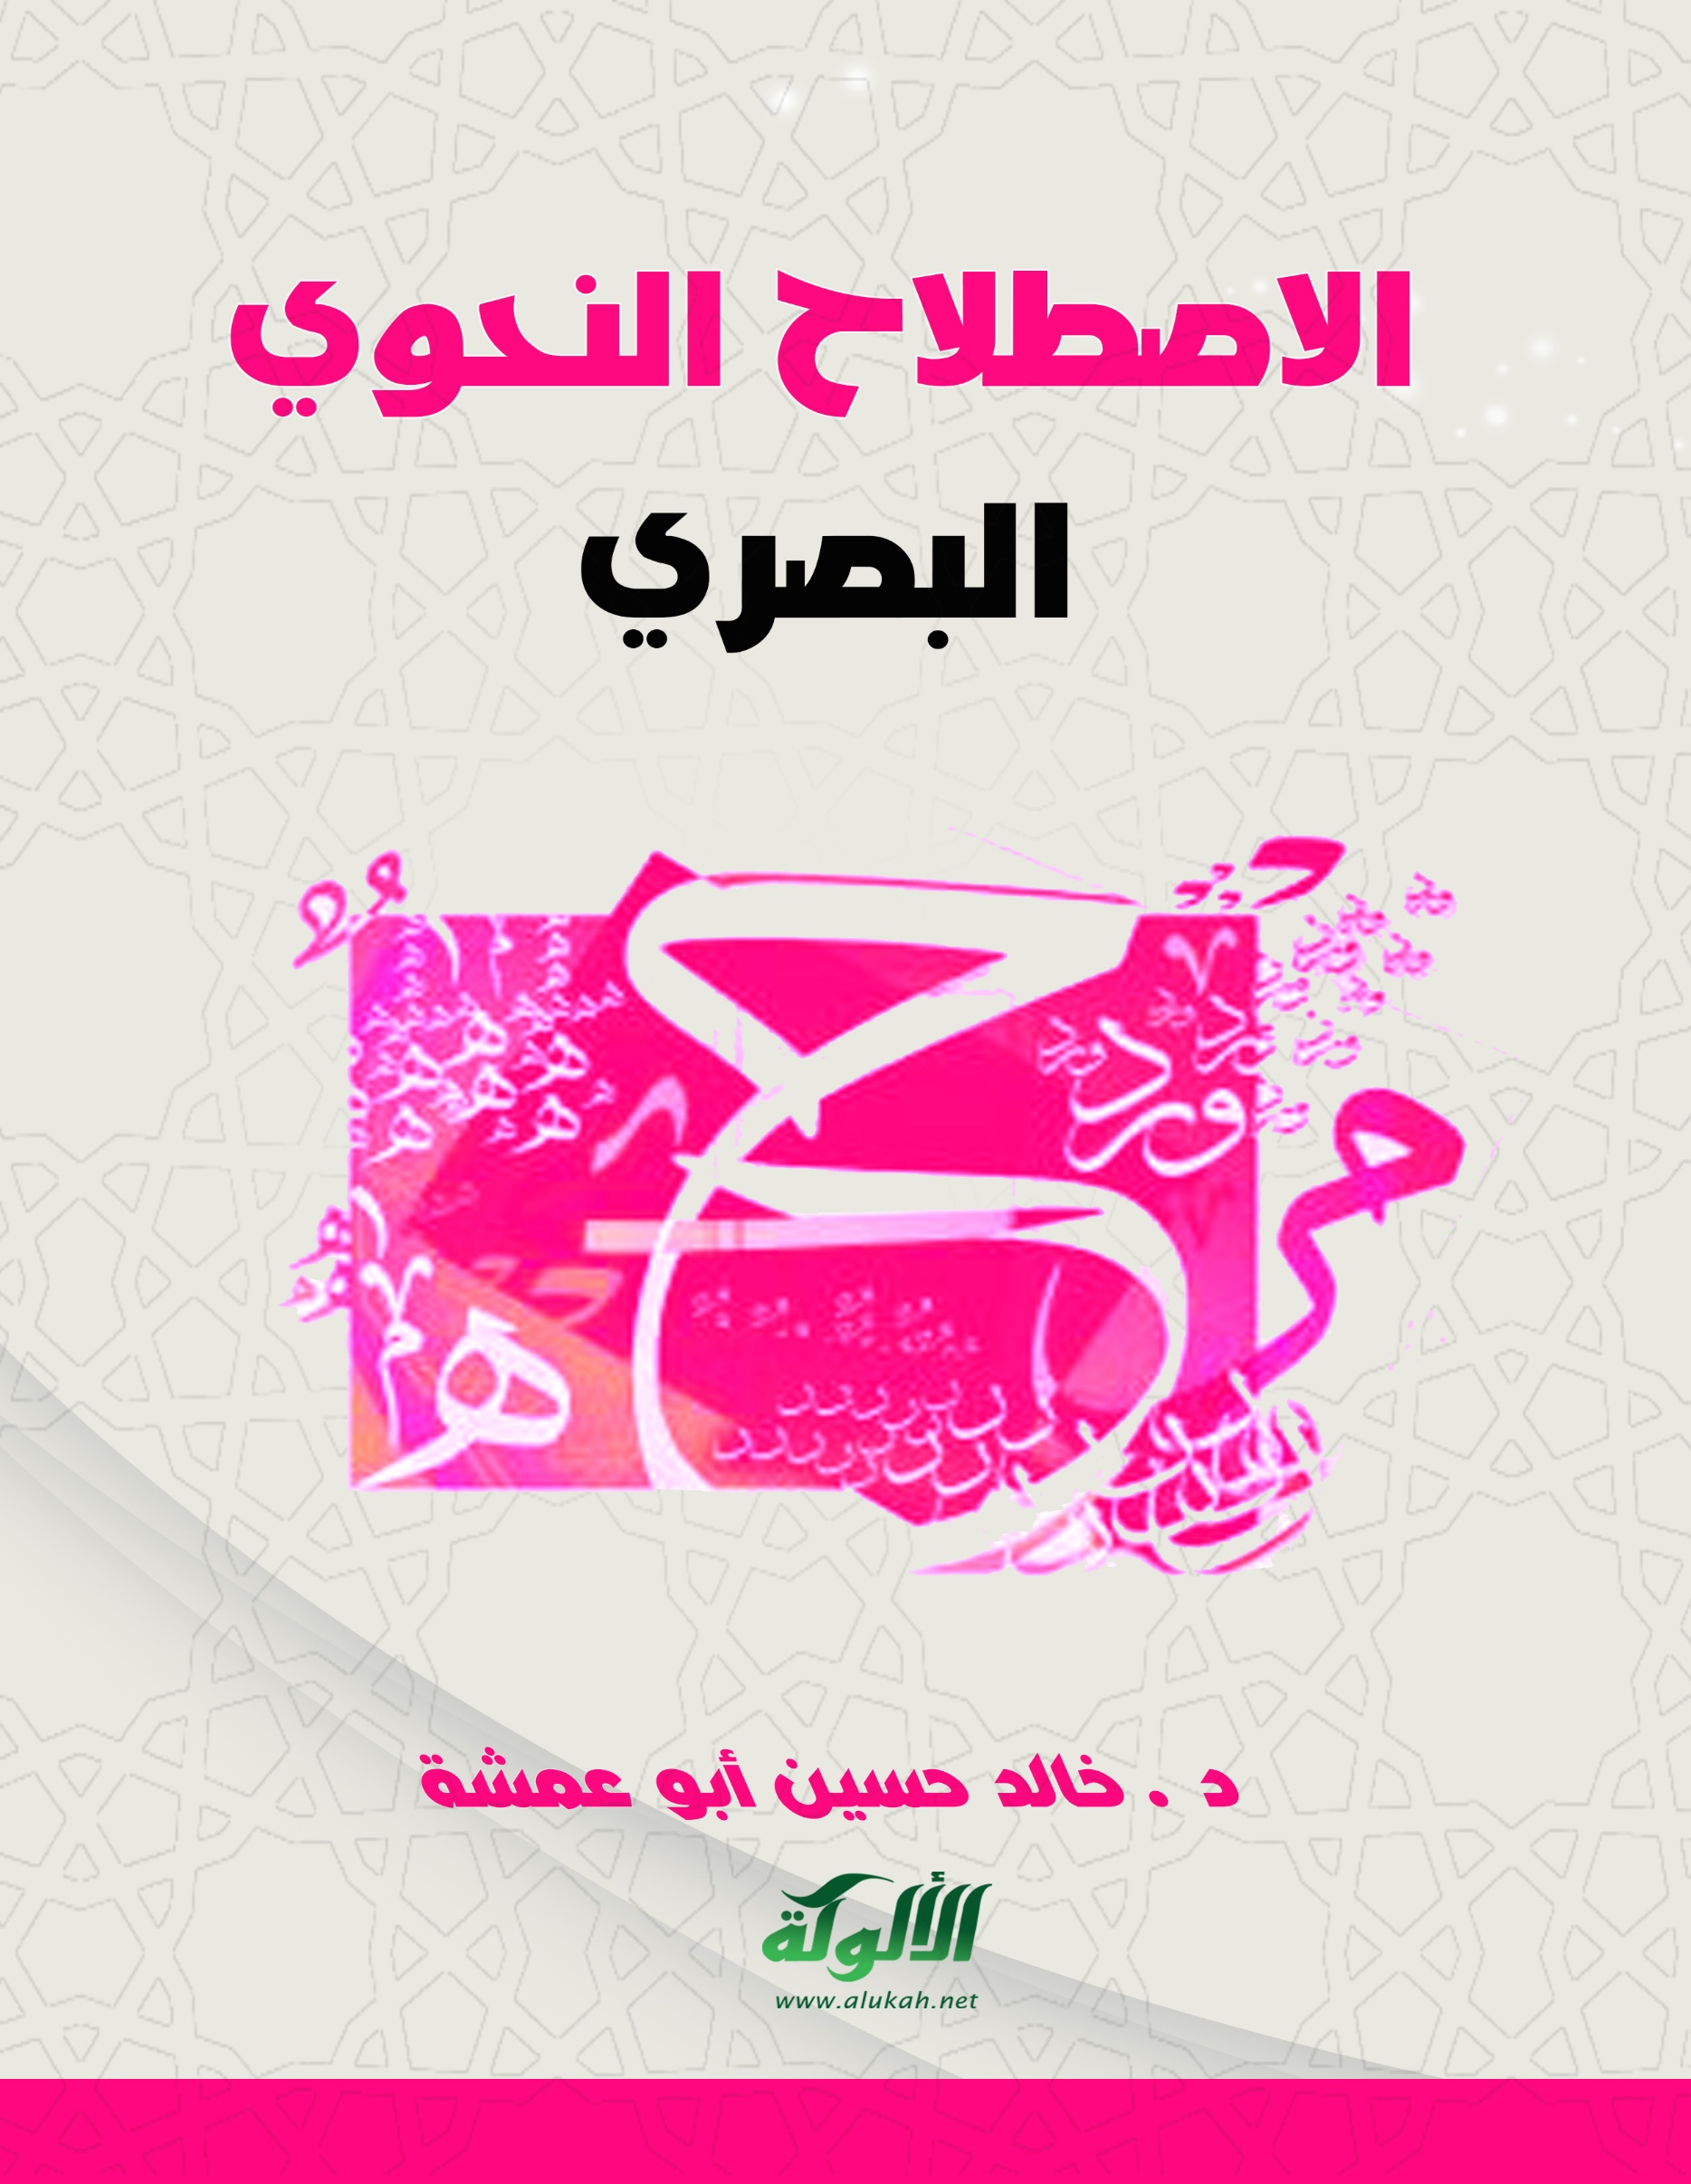 الاصطلاح النحوي
البصري
د . خالد حسين أبو عمشة
الألوكة
www.alukah.net